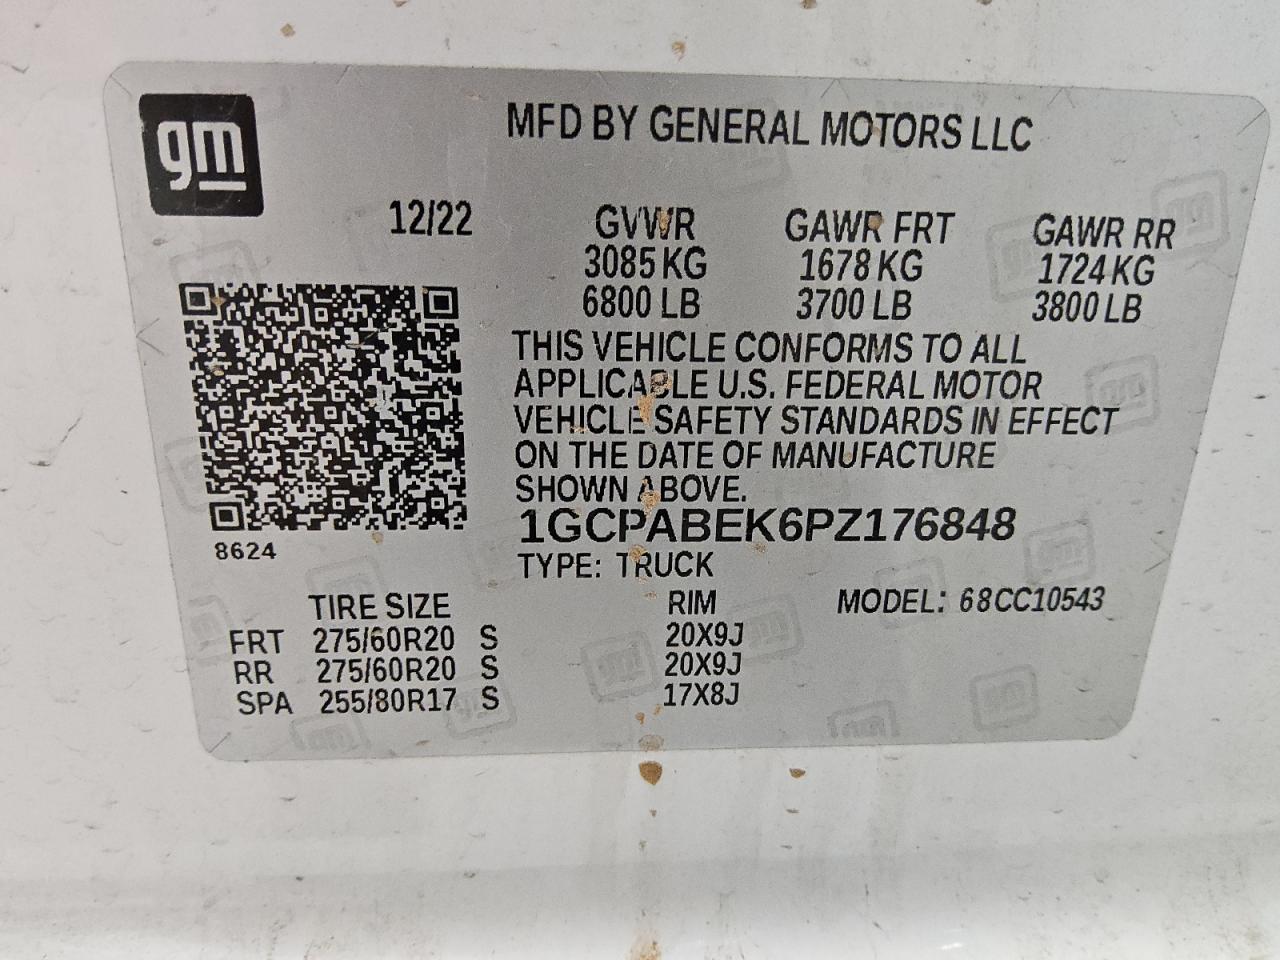 gm
MFD BY GENERAL MOTORS LLC
12/22 GVWR GAWR FRT GAWR RR
3085 KG 1678 KG 1724 KG
6800 LB 3700 LB 3800 LB
THIS VEHICLE CONFORMS TO ALL
APPLICABLE U.S. FEDERAL MOTOR
VEHICLE SAFETY STANDARDS IN EFFECT
ON THE DATE OF MANUFACTURE
SHOWN ABOVE.
1GCPABEK6PZ176848
8624
TYPE: TRUCK
TIRE SIZE RIM MODEL: 68CC10543
FRT 275/60R20 S 20X9J
RR 275/60R20 S 20X9J
SPA 255/80R17 S 17X8J